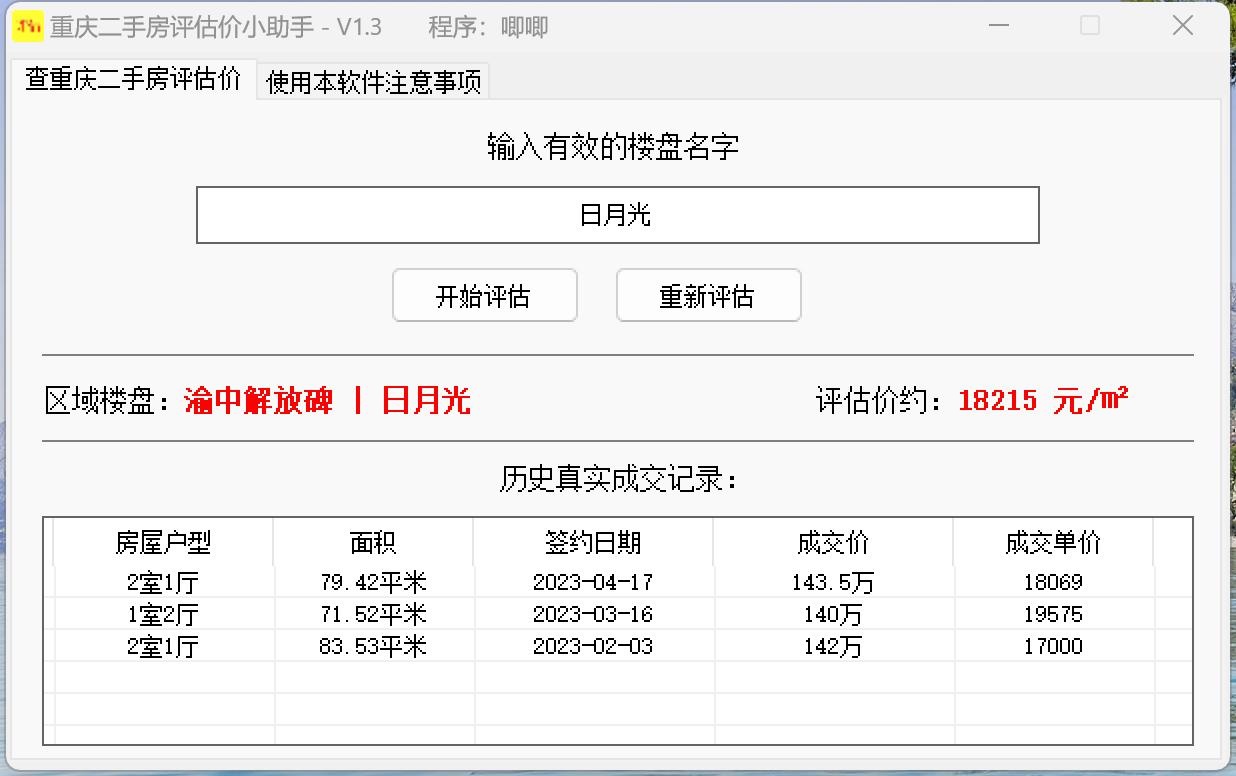 重庆二手房评估价小助手 - V1.3 程序：唧唧
查重庆二手房评估价 使用本软件注意事项
输入有效的楼盘名字
日月光
开始评估 重新评估
区域楼盘：渝中解放碑 | 日月光 评估价约：18215 元/㎡
历史真实成交记录：
房屋户型 面积 签约日期 成交价 成交单价
2室1厅 79.42平米 2023-04-17 143.5万 18069
1室2厅 71.52平米 2023-03-16 140万 19575
2室1厅 83.53平米 2023-02-03 142万 17000